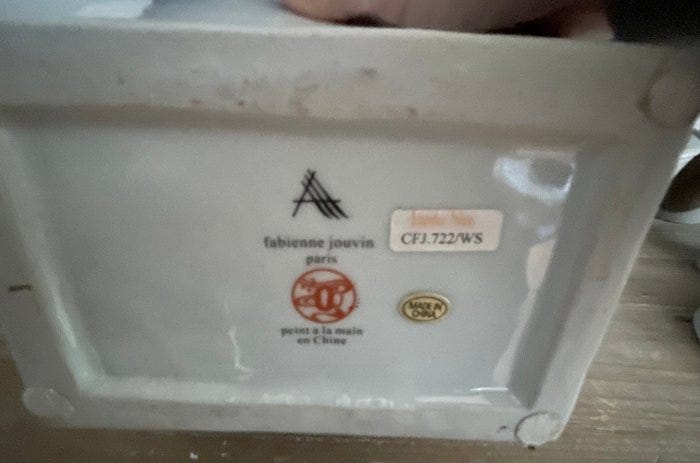 fabienne jouvin
paris
peint a la main
en Chine
CFJ.722/WS
MADE IN
CHINA